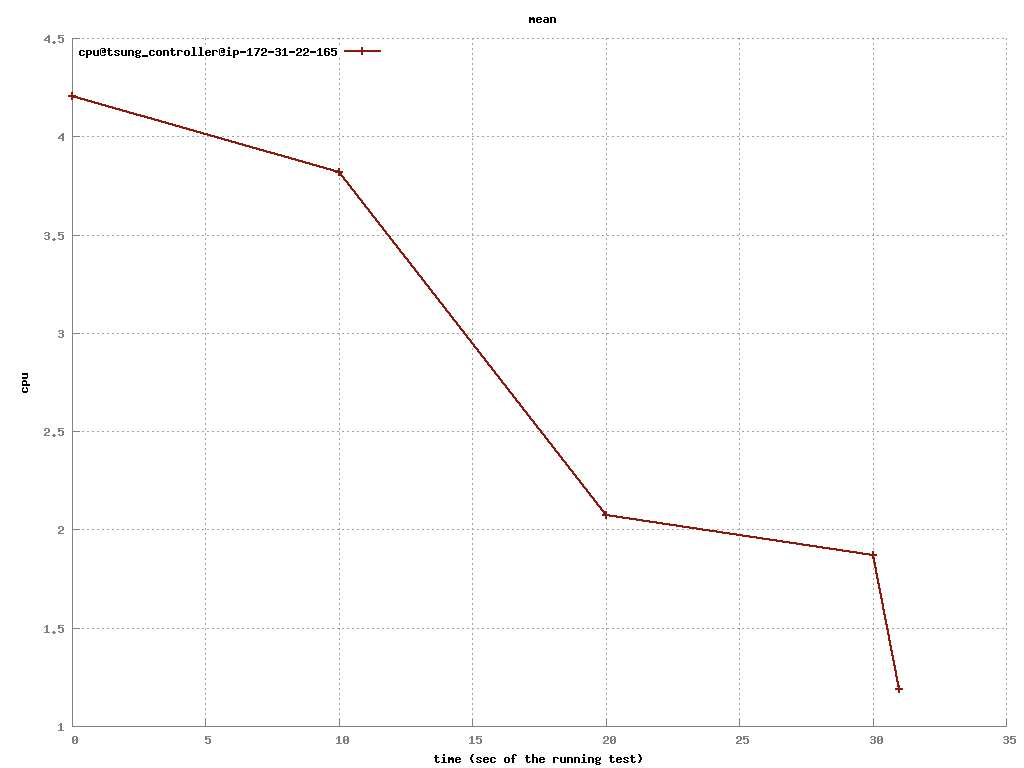 mean
4.5
cpu@tsung_controller@ip-172-31-22-165
4
3.5
3
cpu
2.5
2
1.5
1
0 5 10 15 20 25 30 35
time (sec of the running test)